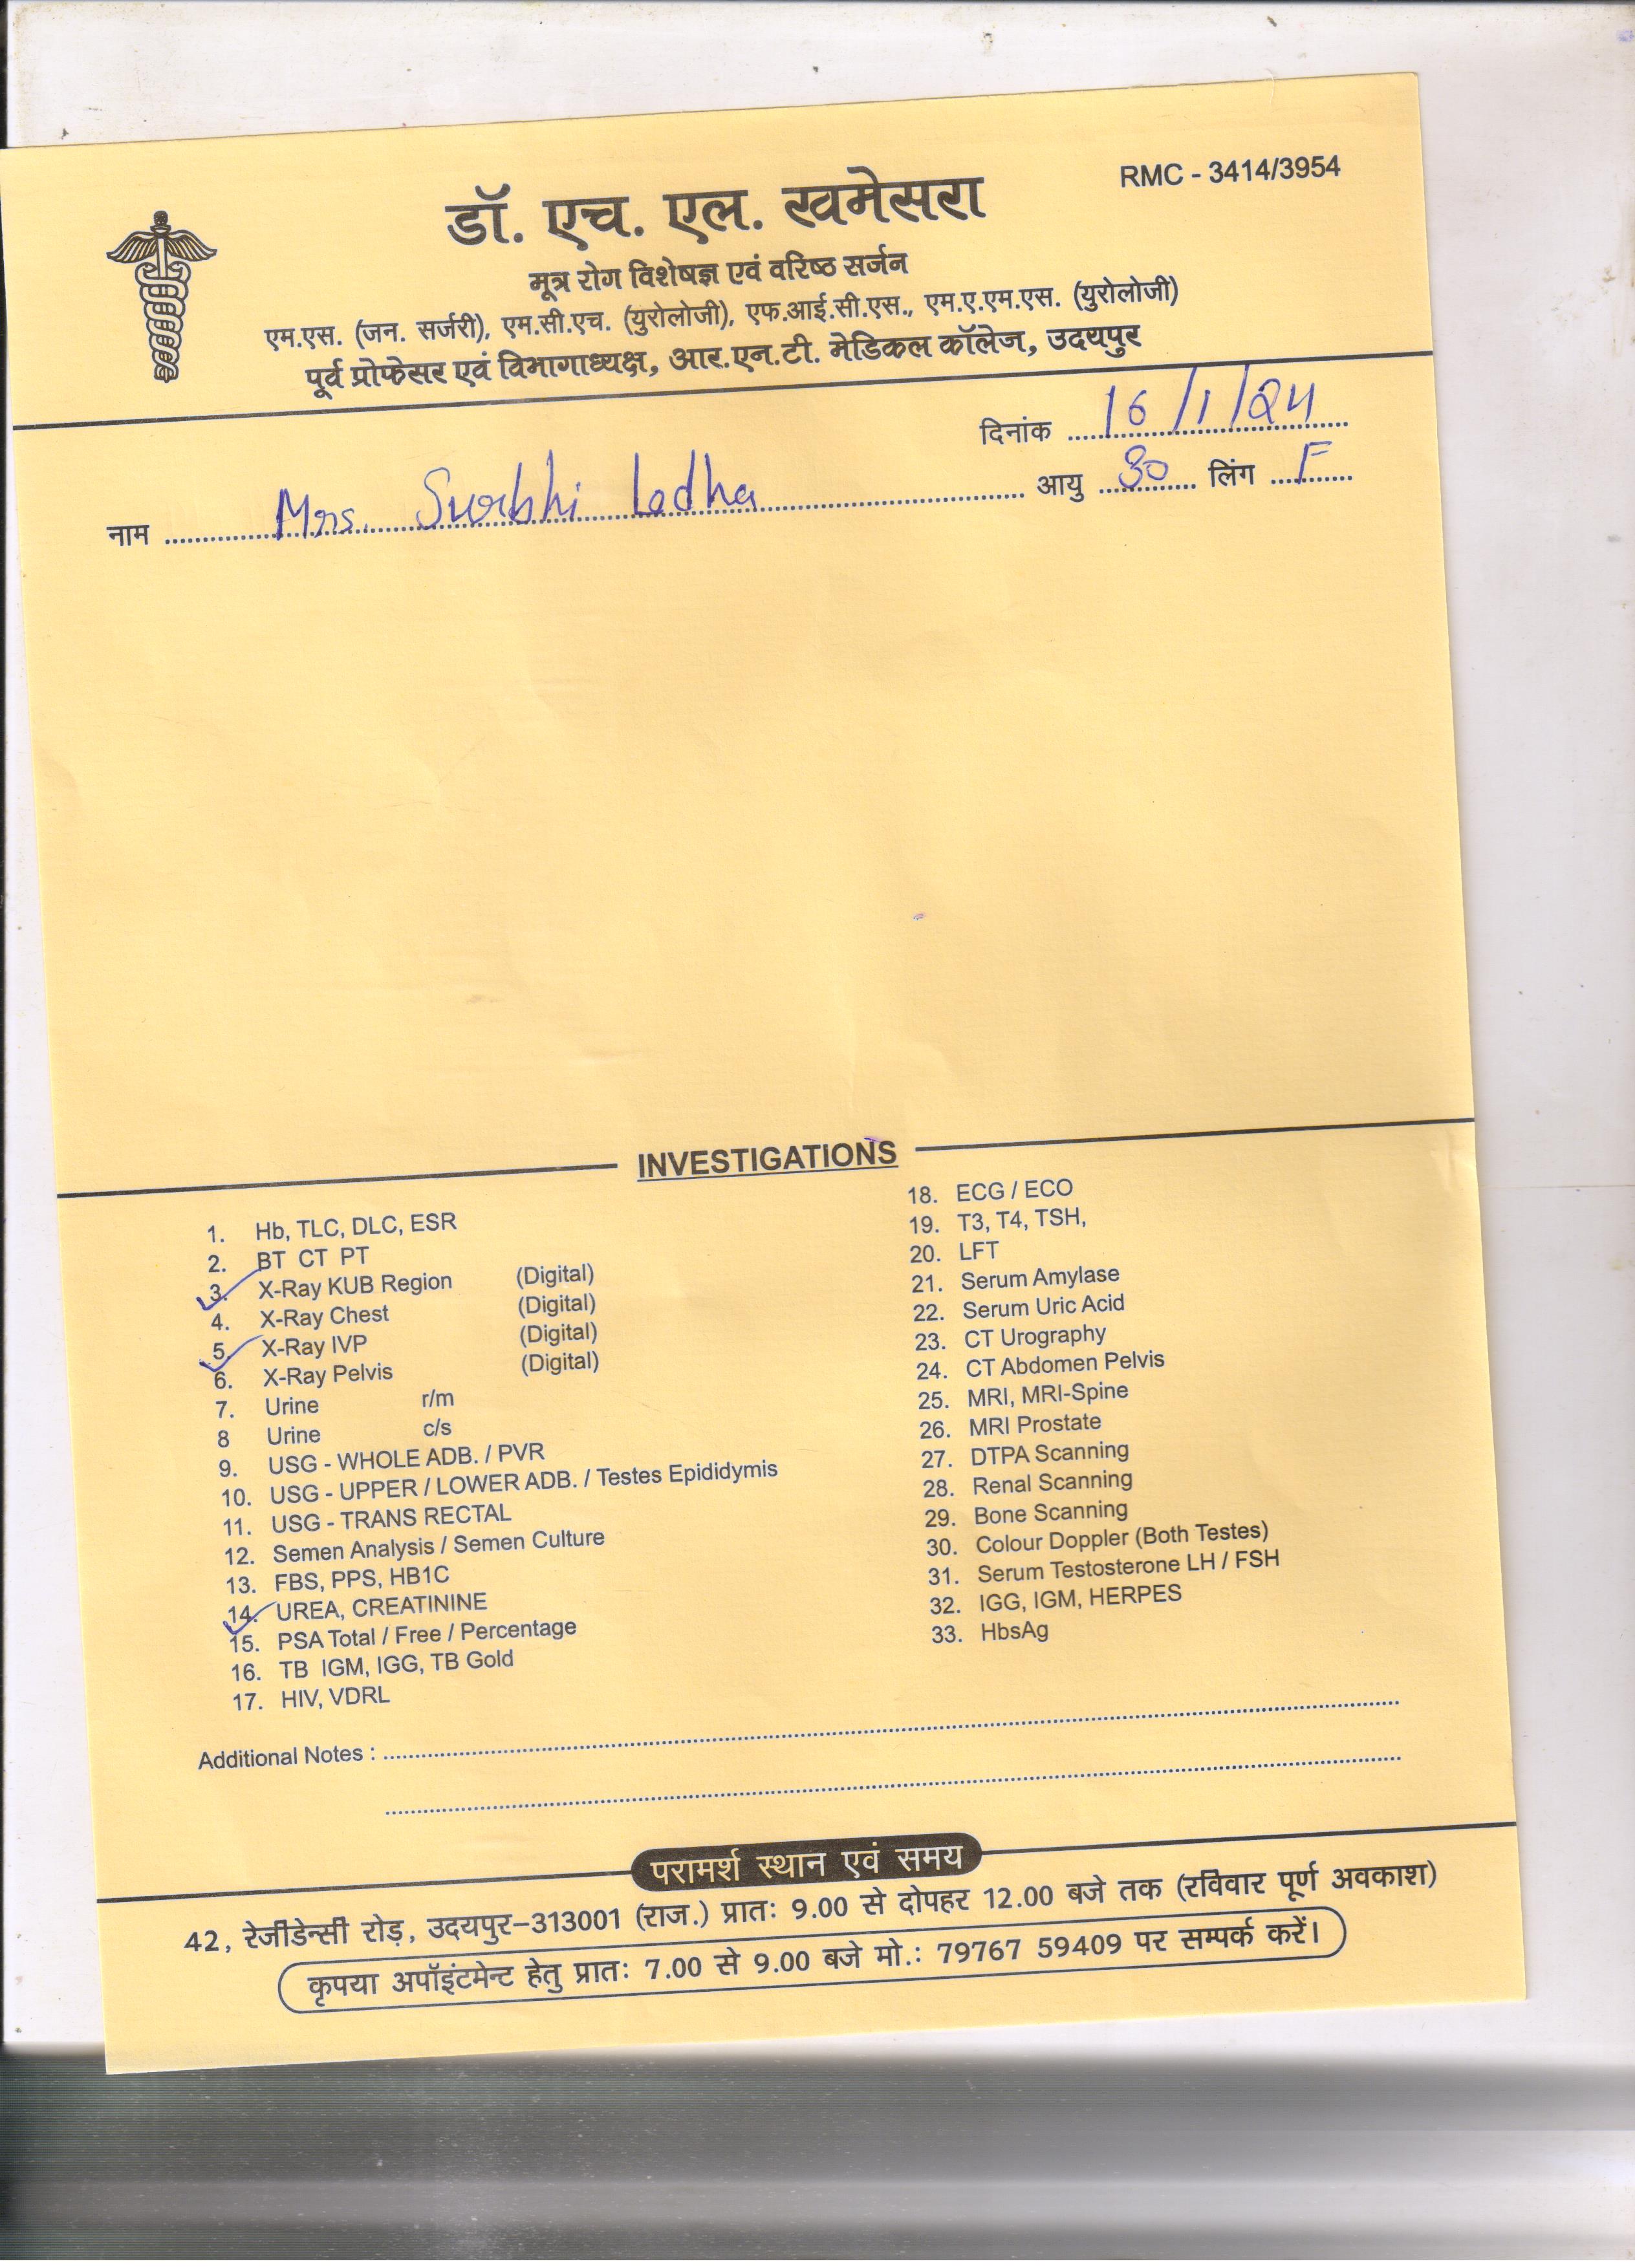 RMC - 3414/3954
डॉ. एच. एल. खमेसरा
मूत्र रोग विशेषज्ञ एवं वरिष्ठ सर्जन
एम.एस. (जन. सर्जरी), एम.सी.एच. (युरोलोजी), एफ.आई.सी.एस., एम.ए.एम.एस. (युरोलोजी)
पूर्व प्रोफेसर एवं विभागाध्यक्ष, आर.एन.टी. मेडिकल कॉलेज, उदयपुर
दिनांक 16/1/24
नाम Mrs. Surbhi Lodha आयु 30 लिंग F
INVESTIGATIONS
1. Hb, TLC, DLC, ESR
2. BT CT PT
3. X-Ray KUB Region (Digital)
4. X-Ray Chest (Digital)
5. X-Ray IVP (Digital)
6. X-Ray Pelvis (Digital)
7. Urine r/m
8 Urine c/s
9. USG - WHOLE ADB. / PVR
10. USG - UPPER / LOWER ADB. / Testes Epididymis
11. USG - TRANS RECTAL
12. Semen Analysis / Semen Culture
13. FBS, PPS, HB1C
14. UREA, CREATININE
15. PSA Total / Free / Percentage
16. TB IGM, IGG, TB Gold
17. HIV, VDRL
18. ECG / ECO
19. T3, T4, TSH,
20. LFT
21. Serum Amylase
22. Serum Uric Acid
23. CT Urography
24. CT Abdomen Pelvis
25. MRI, MRI-Spine
26. MRI Prostate
27. DTPA Scanning
28. Renal Scanning
29. Bone Scanning
30. Colour Doppler (Both Testes)
31. Serum Testosterone LH / FSH
32. IGG, IGM, HERPES
33. HbsAg
Additional Notes :
परामर्श स्थान एवं समय
42, रेजीडेन्सी रोड़, उदयपुर-313001 (राज.) प्रातः 9.00 से दोपहर 12.00 बजे तक (रविवार पूर्ण अवकाश)
कृपया अपॉइंटमेन्ट हेतु प्रातः 7.00 से 9.00 बजे मो.: 79767 59409 पर सम्पर्क करें।